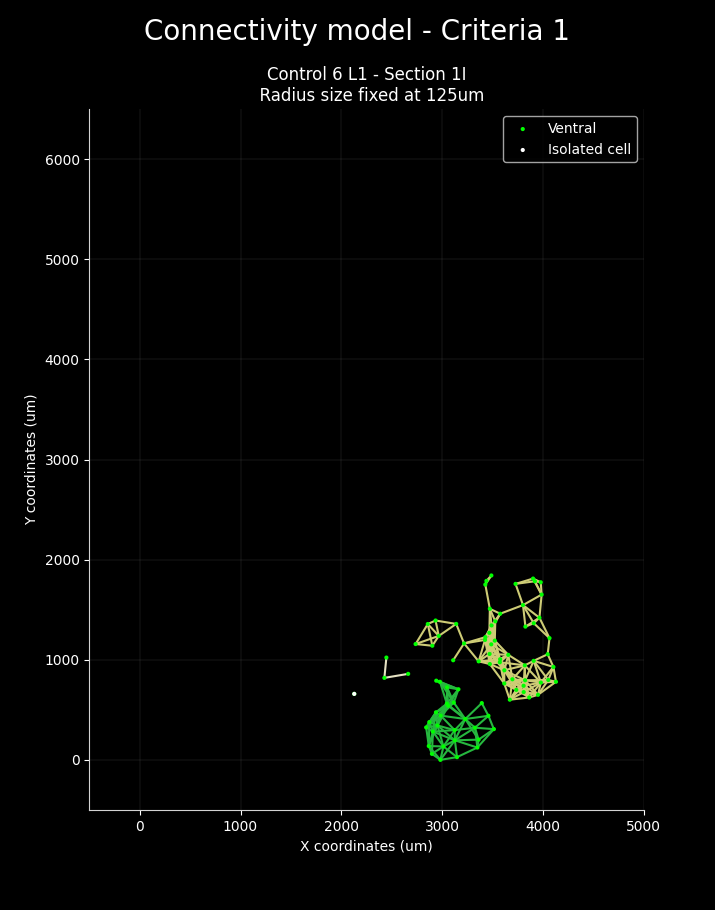 Connectivity model - Criteria 1
Control 6 L1 - Section 1I
Radius size fixed at 125um
Ventral
Isolated cell
6000
5000
4000
3000
2000
1000
0
Y coordinates (um)
0 1000 2000 3000 4000 5000
X coordinates (um)